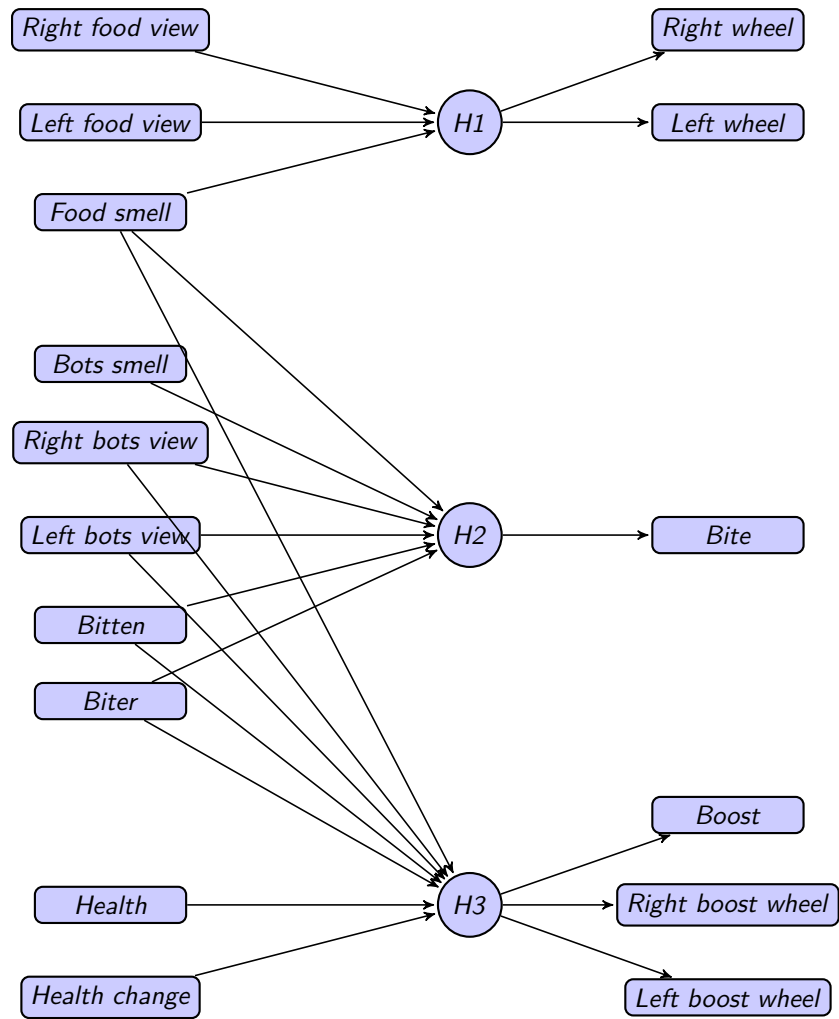 Right food view
Right wheel
Left food view
H1
Left wheel
Food smell
Bots smell
Right bots view
Left bots view
H2
Bite
Bitten
Biter
Boost
Health
H3
Right boost wheel
Health change
Left boost wheel